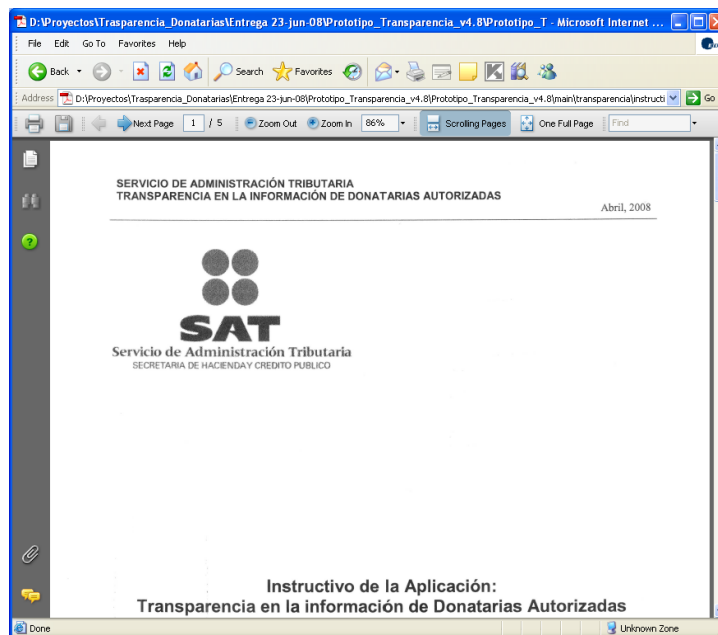 D:\Proyectos\Trasparencia_Donatarias\Entrega 23-jun-08\Prototipo_Transparencia_v4.8\Prototipo_T - Microsoft Internet ...
File Edit Go To Favorites Help
Back Search Favorites
Address D:\Proyectos\Trasparencia_Donatarias\Entrega 23-jun-08\Prototipo_Transparencia_v4.8\Prototipo_Transparencia_v4.8\main\transparencia\instructi Go
Next Page 1 / 5 Zoom Out Zoom In 86% Scrolling Pages One Full Page Find
SERVICIO DE ADMINISTRACIÓN TRIBUTARIA
TRANSPARENCIA EN LA INFORMACIÓN DE DONATARIAS AUTORIZADAS
Abril, 2008
SAT
Servicio de Administración Tributaria
SECRETARIA DE HACIENDA Y CREDITO PUBLICO
Instructivo de la Aplicación:
Transparencia en la información de Donatarias Autorizadas
Done Unknown Zone